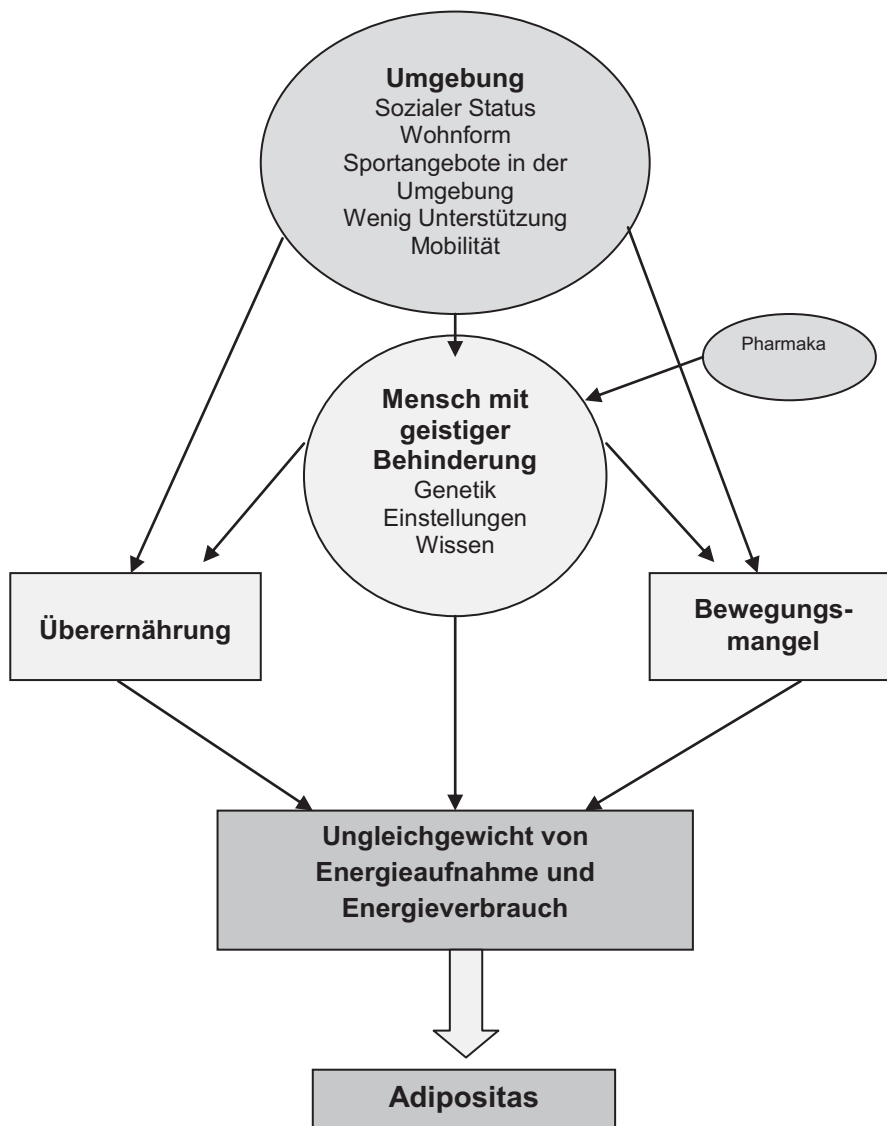 Umgebung
Sozialer Status
Wohnform
Sportangebote in der
Umgebung
Wenig Unterstützung
Mobilität
Pharmaka
Mensch mit
geistiger
Behinderung
Genetik
Einstellungen
Wissen
Überernährung
Bewegungs-
mangel
Ungleichgewicht von
Energieaufnahme und
Energieverbrauch
Adipositas